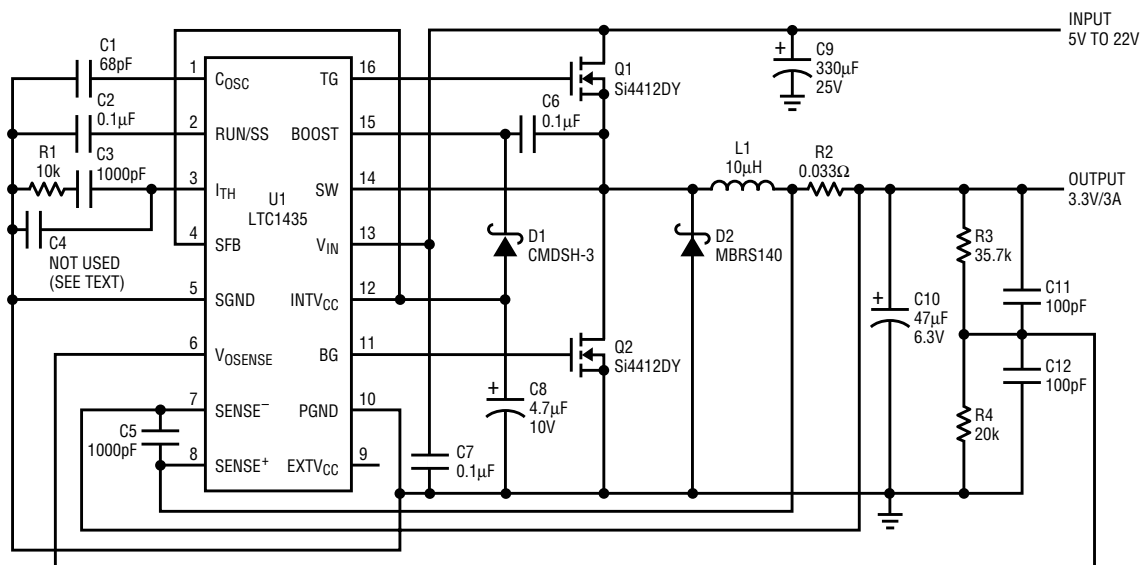 INPUT
5V TO 22V
C1
68pF
C2
0.1µF
R1
10k
C3
1000pF
C4
NOT USED
(SEE TEXT)
C5
1000pF
1
2
3
4
5
6
7
8
COSC
RUN/SS
ITH
SFB
SGND
VOSENSE
SENSE−
SENSE+
U1
LTC1435
TG
BOOST
SW
VIN
INTVCC
BG
PGND
EXTVCC
16
15
14
13
12
11
10
9
C6
0.1µF
Q1
Si4412DY
+
C9
330µF
25V
D1
CMDSH-3
D2
MBRS140
L1
10µH
R2
0.033Ω
OUTPUT
3.3V/3A
Q2
Si4412DY
+
C8
4.7µF
10V
C7
0.1µF
+
C10
47µF
6.3V
R3
35.7k
C11
100pF
C12
100pF
R4
20k